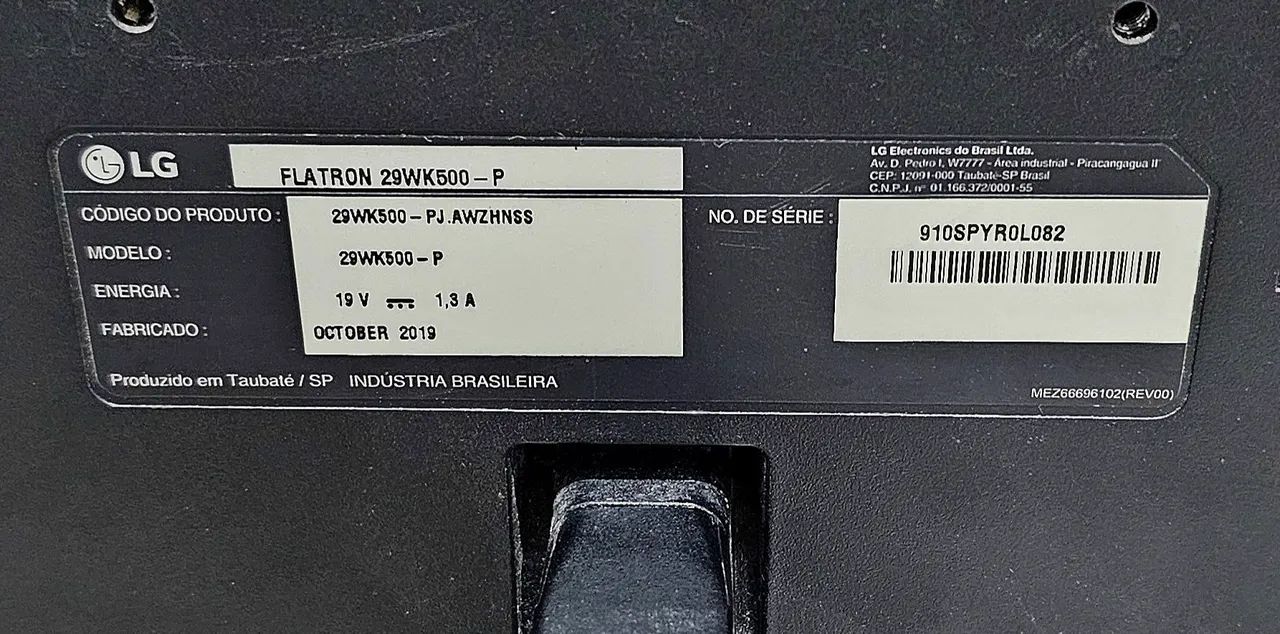 LG
FLATRON 29WK500-P
LG Electronics do Brasil Ltda.
Av. D. Pedro I, W7777 - Área industrial - Piracangagua II
CEP: 12091-000 Taubaté-SP Brasil
C.N.P.J. nº 01.166.372/0001-55
CÓDIGO DO PRODUTO : 29WK500-PJ.AWZHNSS
MODELO : 29WK500-P
ENERGIA : 19 V ⎓ 1,3 A
FABRICADO : OCTOBER 2019
NO. DE SÉRIE : 910SPYR0L082
Produzido em Taubaté / SP INDÚSTRIA BRASILEIRA
MEZ66696102(REV00)